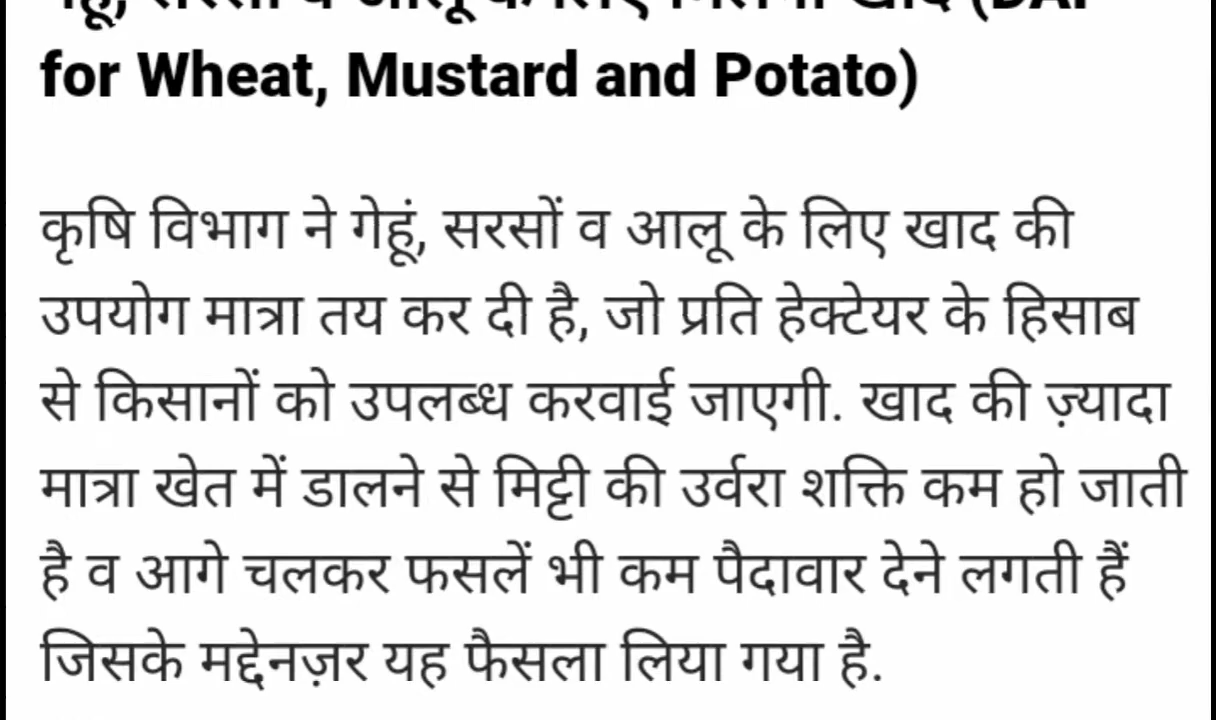 for Wheat, Mustard and Potato)
कृषि विभाग ने गेहूं, सरसों व आलू के लिए खाद की
उपयोग मात्रा तय कर दी है, जो प्रति हेक्टेयर के हिसाब
से किसानों को उपलब्ध करवाई जाएगी. खाद की ज़्यादा
मात्रा खेत में डालने से मिट्टी की उर्वरा शक्ति कम हो जाती
है व आगे चलकर फसलें भी कम पैदावार देने लगती हैं
जिसके मद्देनज़र यह फैसला लिया गया है.